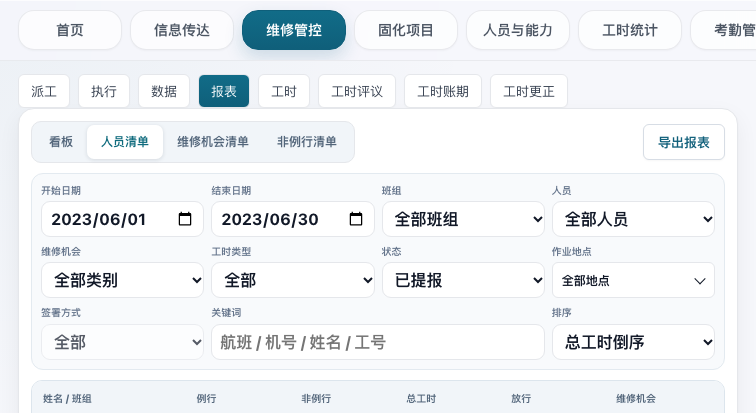 首页 信息传达 维修管控 固化项目 人员与能力 工时统计 考勤管
派工 执行 数据 报表 工时 工时评议 工时账期 工时更正
看板 人员清单 维修机会清单 非例行清单 导出报表
开始日期 结束日期 班组 人员
2023/06/01 2023/06/30 全部班组 全部人员
维修机会 工时类型 状态 作业地点
全部类别 全部 已提报 全部地点
签署方式 关键词 排序
全部 航班 / 机号 / 姓名 / 工号 总工时倒序
姓名 / 班组 例行 非例行 总工时 放行 维修机会